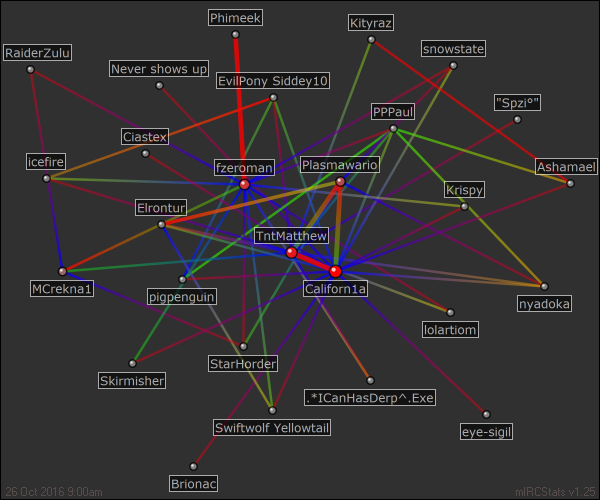 Phimeek
Kityraz
RaiderZulu
snowstate
Never shows up
EvilPony Siddey10
"Spzi°"
PPPaul
Ciastex
icefire
fzeroman
Plasmawario
Ashamael
Krispy
Elrontur
TntMatthew
MCrekna1
pigpenguin
Californ1a
nyadoka
lolartiom
StarHorder
Skirmisher
.*ICanHasDerp^.Exe
Swiftwolf Yellowtail
eye-sigil
Brionac
26 Oct 2016 9:00am
mIRCStats v1.25